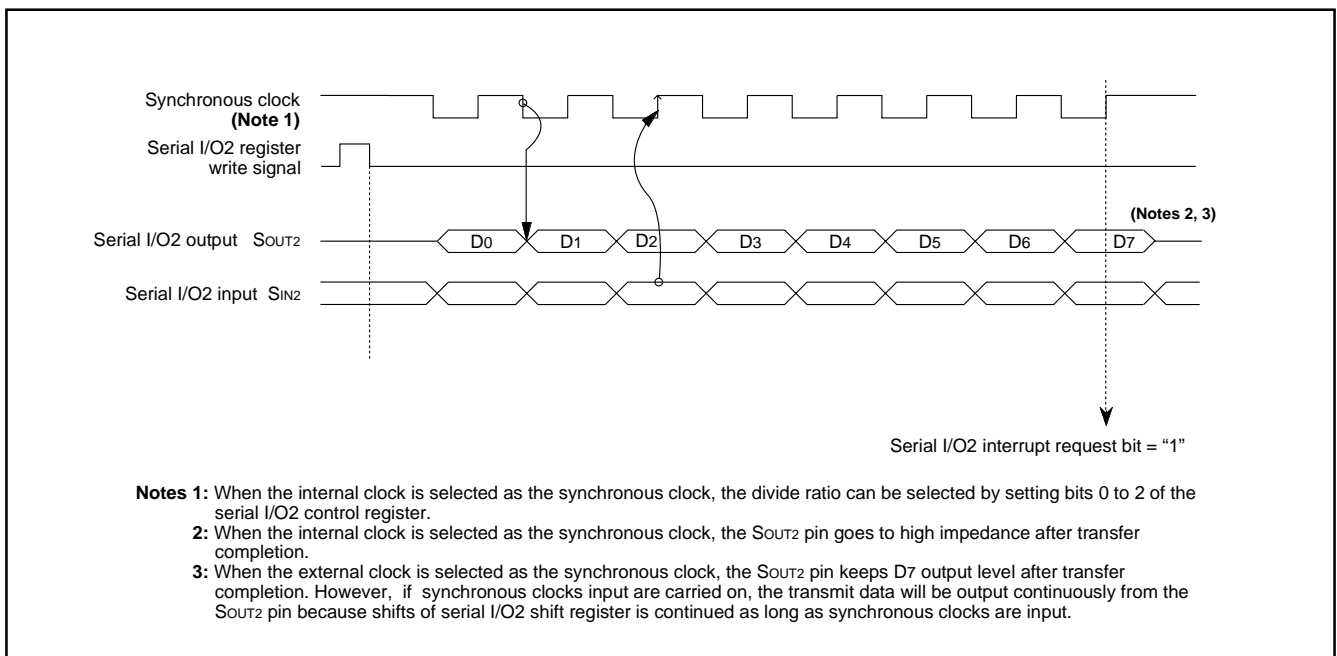 Synchronous clock
(Note 1)
Serial I/O2 register
write signal
(Notes 2, 3)
Serial I/O2 output SOUT2
D0 D1 D2 D3 D4 D5 D6 D7
Serial I/O2 input SIN2
Serial I/O2 interrupt request bit = “1”
Notes 1: When the internal clock is selected as the synchronous clock, the divide ratio can be selected by setting bits 0 to 2 of the
serial I/O2 control register.
2: When the internal clock is selected as the synchronous clock, the SOUT2 pin goes to high impedance after transfer
completion.
3: When the external clock is selected as the synchronous clock, the SOUT2 pin keeps D7 output level after transfer
completion. However, if synchronous clocks input are carried on, the transmit data will be output continuously from the
SOUT2 pin because shifts of serial I/O2 shift register is continued as long as synchronous clocks are input.